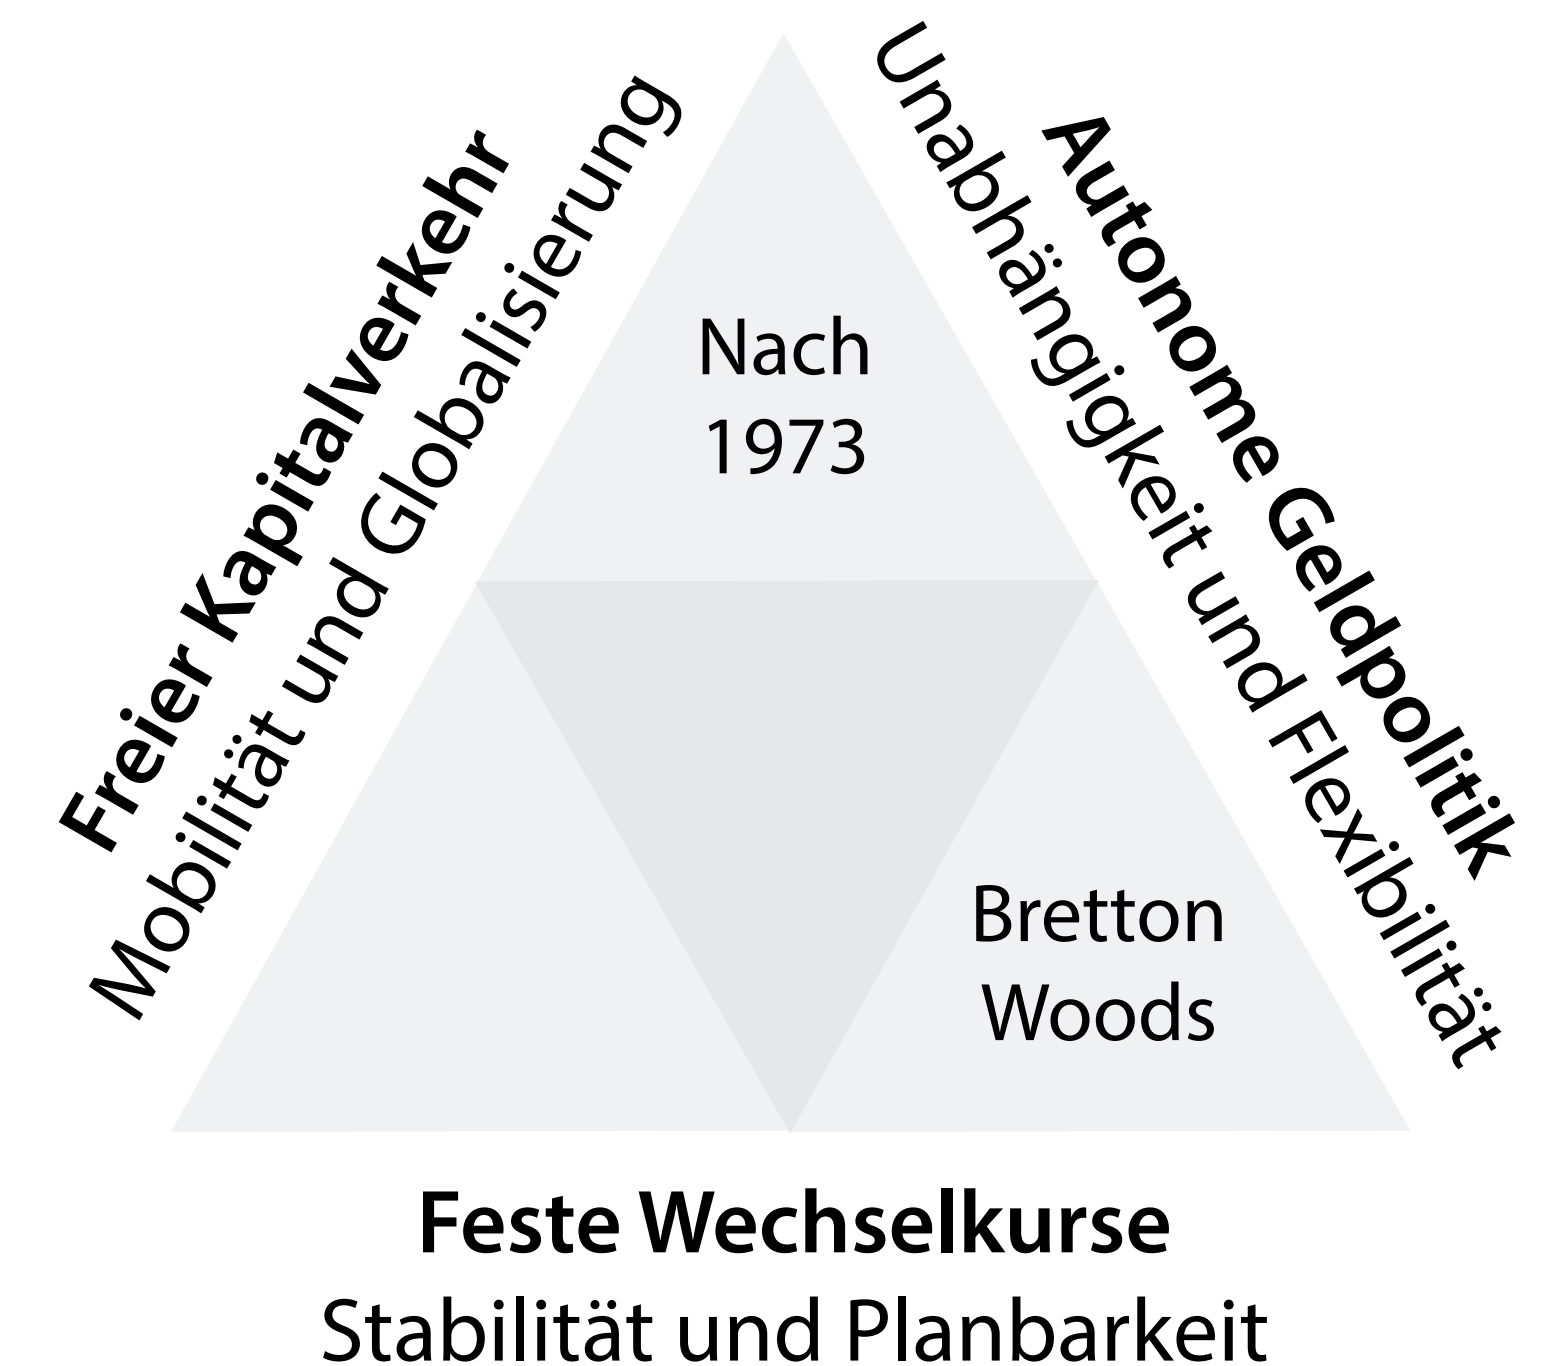 Freier Kapitalverkehr
Mobilität und Globalisierung
Autonome Geldpolitik
Unabhängigkeit und Flexibilität
Nach
1973
Bretton
Woods
Feste Wechselkurse
Stabilität und Planbarkeit